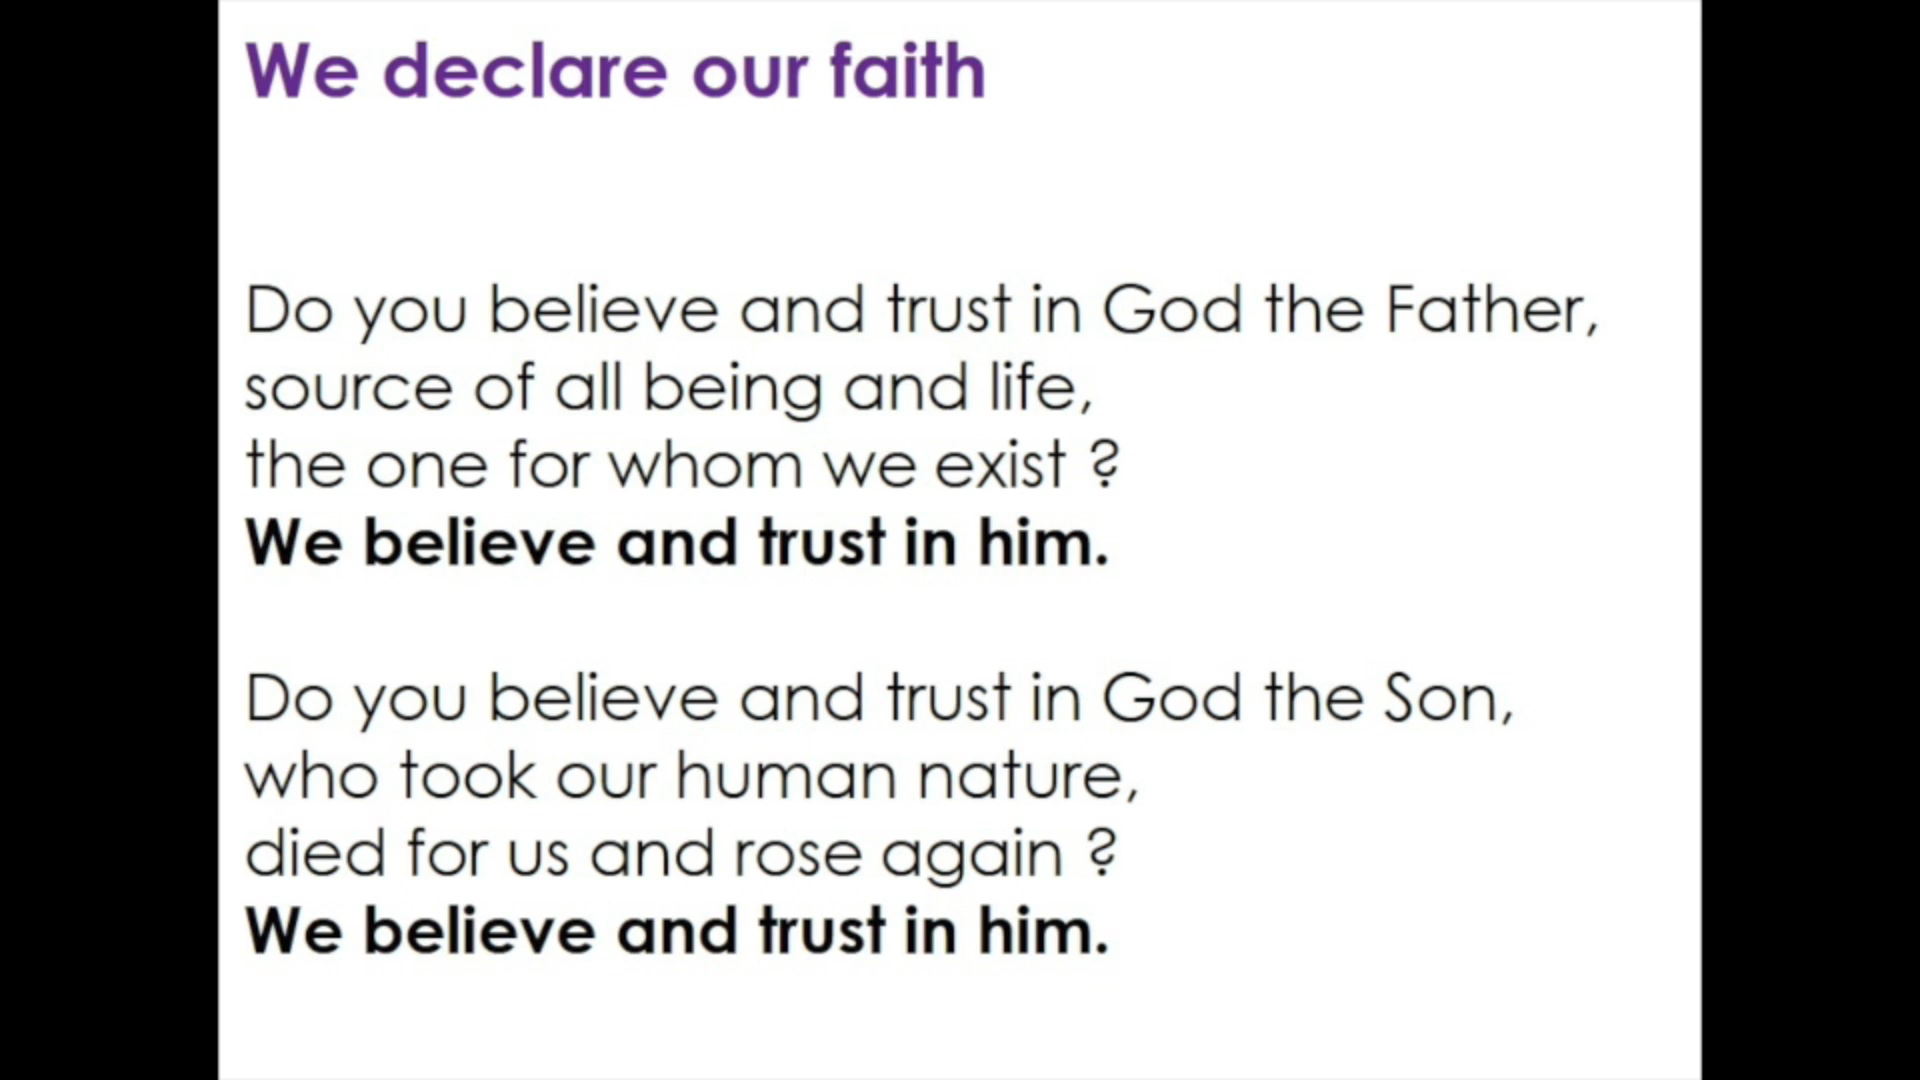 We declare our faith
Do you believe and trust in God the Father,
source of all being and life,
the one for whom we exist ?
We believe and trust in him.
Do you believe and trust in God the Son,
who took our human nature,
died for us and rose again ?
We believe and trust in him.